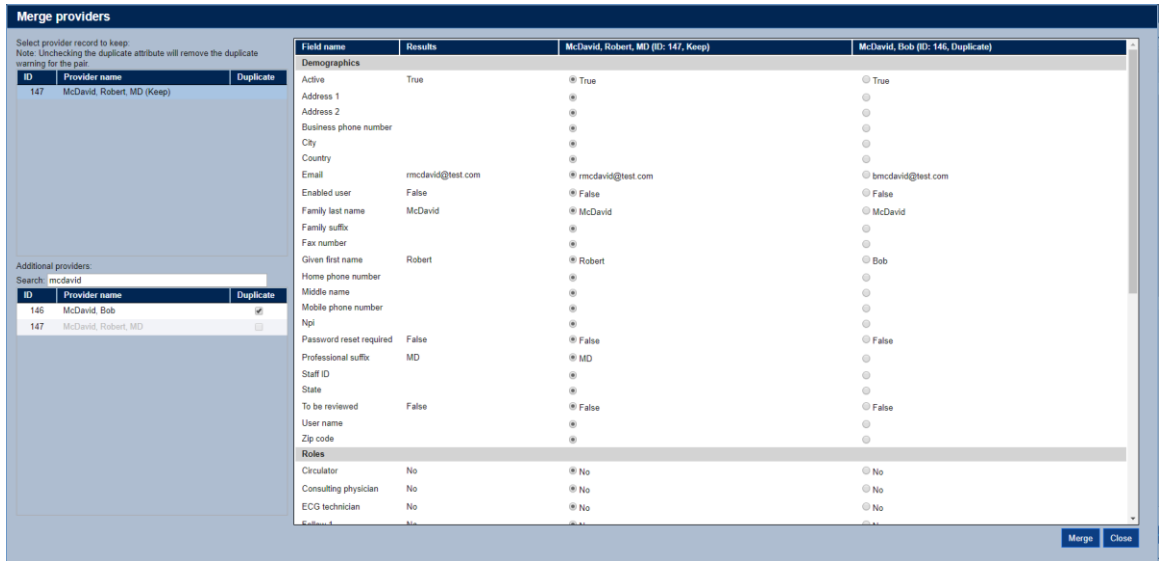 Merge providers
Select provider record to keep:
Note: Unchecking the duplicate attribute will remove the duplicate
warning for the pair.
ID Provider name Duplicate
147 McDavid, Robert, MD (Keep)
Additional providers:
Search: mcdavid
ID Provider name Duplicate
146 McDavid, Bob
147 McDavid, Robert, MD
Field name Results McDavid, Robert, MD (ID: 147, Keep) McDavid, Bob (ID: 146, Duplicate)
Demographics
Active True True True
Address 1
Address 2
Business phone number
City
Country
Email rmcdavid@test.com rmcdavid@test.com bmcdavid@test.com
Enabled user False False False
Family last name McDavid McDavid McDavid
Family suffix
Fax number
Given first name Robert Robert Bob
Home phone number
Middle name
Mobile phone number
Npi
Password reset required False False False
Professional suffix MD MD
Staff ID
State
To be reviewed False False False
User name
Zip code
Roles
Circulator No No No
Consulting physician No No No
ECG technician No No No
Merge Close